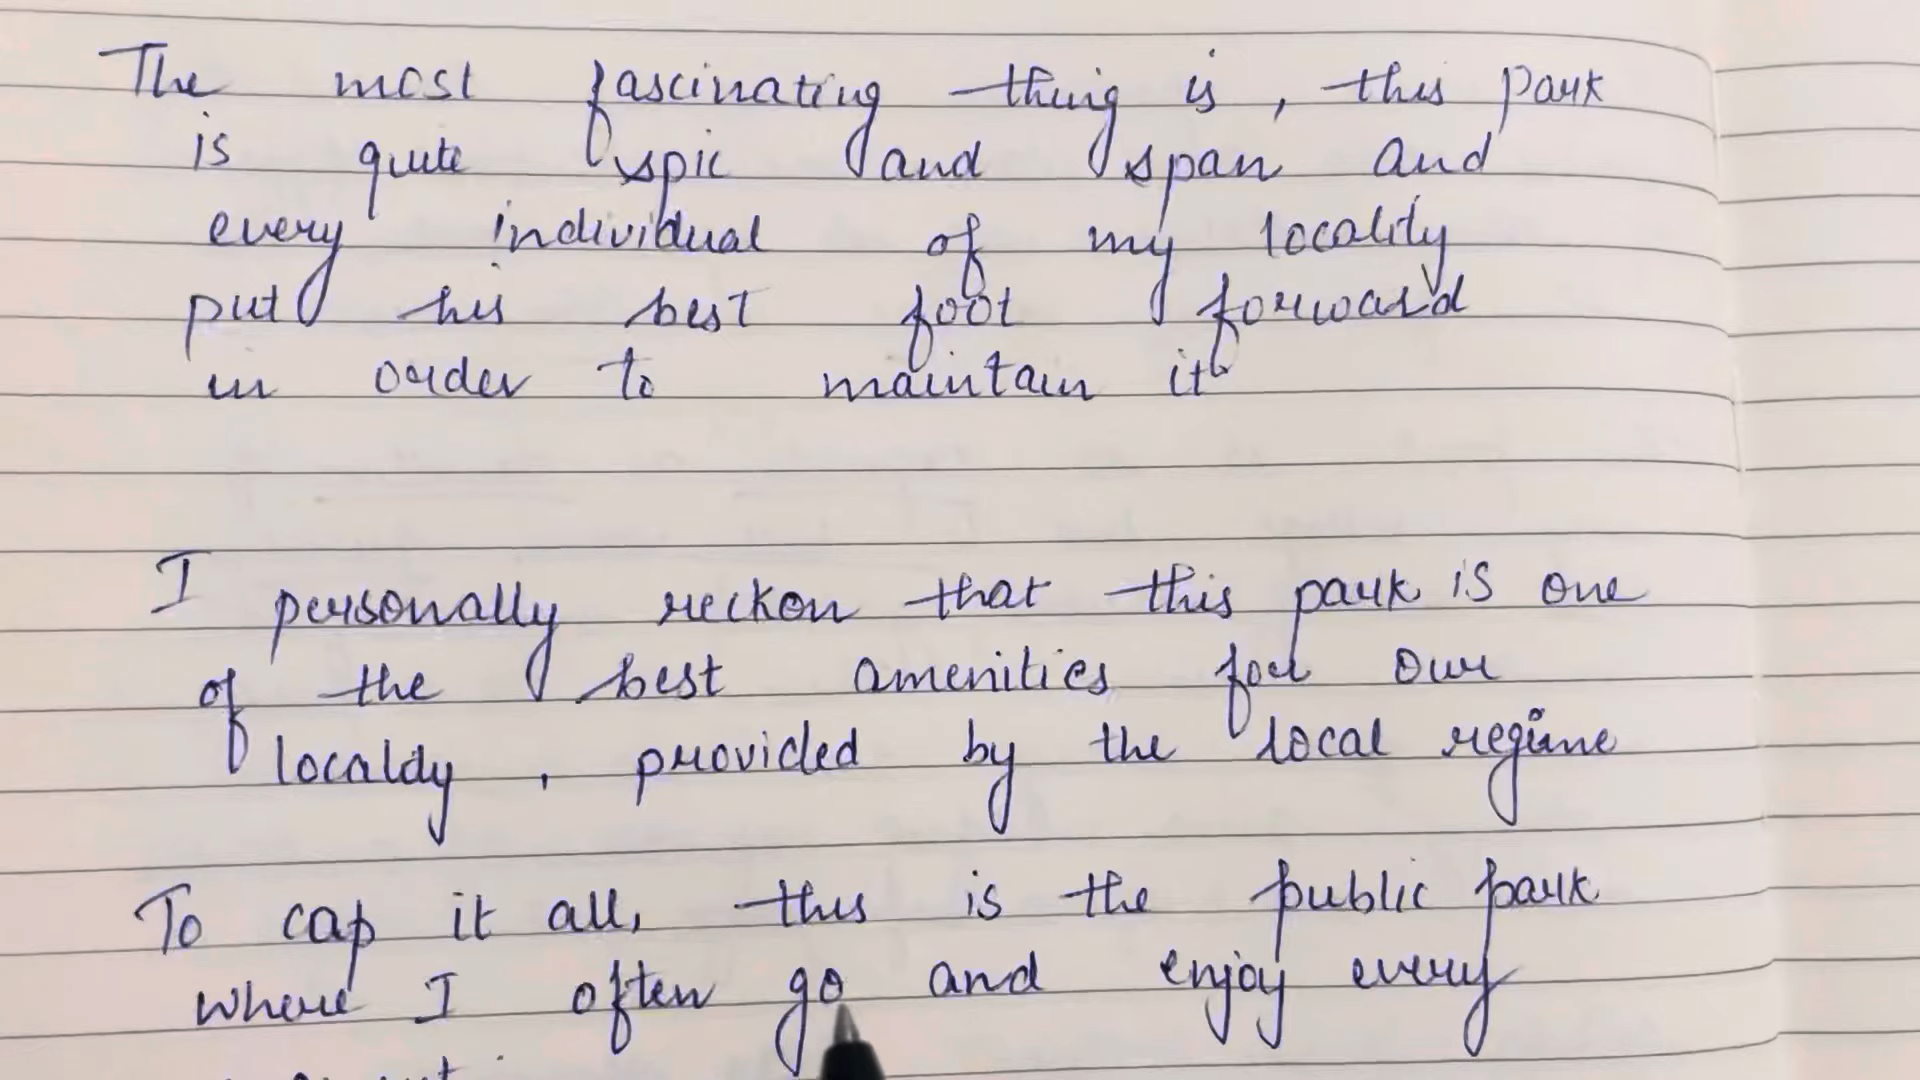 The most fascinating thing is, this park
is quite spic and span and
every individual of my locality
put his best foot forward
in order to maintain it
I personally reckon that this park is one
of the best amenities for our
locality, provided by the local regime
To cap it all, this is the public park
where I often go and enjoy every